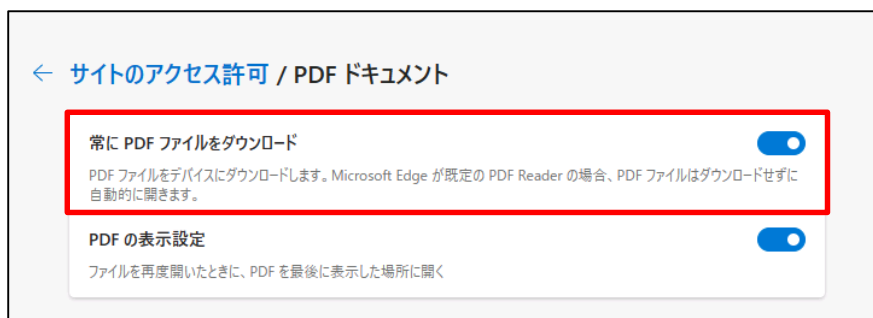 ← サイトのアクセス許可 / PDF ドキュメント
常に PDF ファイルをダウンロード
PDF ファイルをデバイスにダウンロードします。Microsoft Edge が既定の PDF Reader の場合、PDF ファイルはダウンロードせずに
自動的に開きます。
PDF の表示設定
ファイルを再度開いたときに、PDF を最後に表示した場所に開く